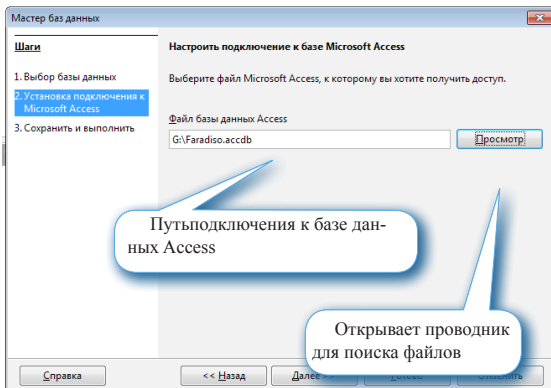 Мастер баз данных
Шаги
1. Выбор базы данных
2. Установка подключения к
Microsoft Access
3. Сохранить и выполнить
Настроить подключение к базе Microsoft Access
Выберите файл Microsoft Access, к которому вы хотите получить доступ.
Файл базы данных Access
G:\Faradiso.accdb
Просмотр
Путьподключения к базе дан-
ных Access
Открывает проводник
для поиска файлов
Справка
<< Назад
Далее >>